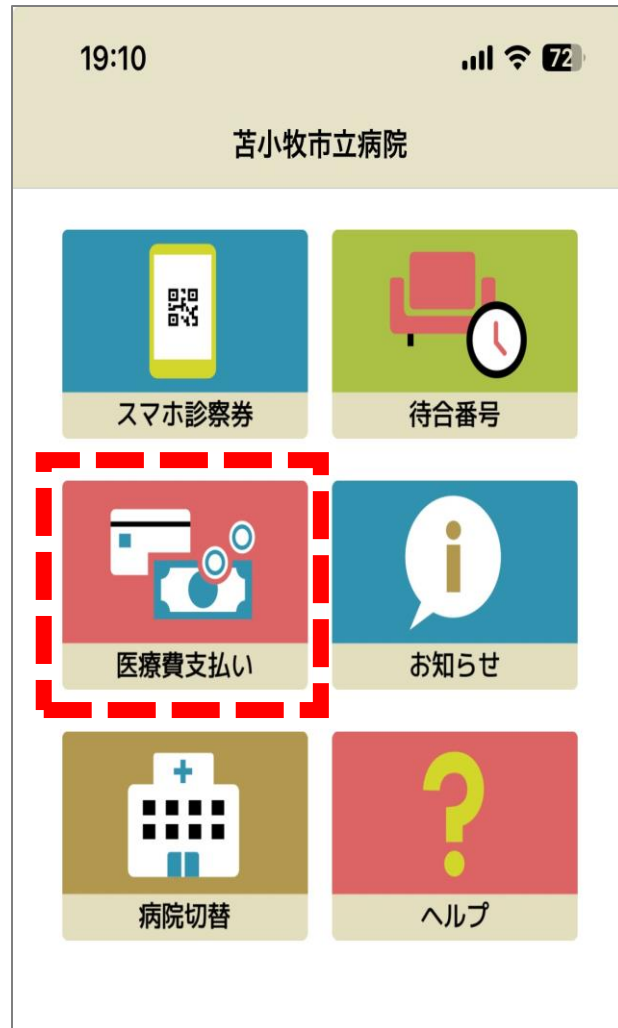 19:10
72
苫小牧市立病院
スマホ診察券
待合番号
医療費支払い
お知らせ
病院切替
ヘルプ